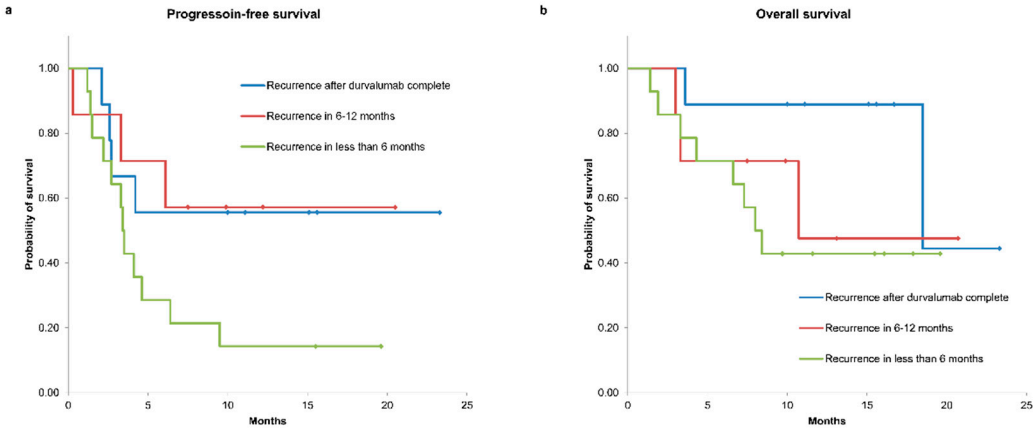 a
Progressoin-free survival
1.00
0.80
0.60
0.40
0.20
0.00
Probability of survival
Recurrence after durvalumab complete
Recurrence in 6-12 months
Recurrence in less than 6 months
0 5 10 15 20 25
Months
b
Overall survival
1.00
0.80
0.60
0.40
0.20
0.00
Probability of survival
Recurrence after durvalumab complete
Recurrence in 6-12 months
Recurrence in less than 6 months
0 5 10 15 20 25
Months